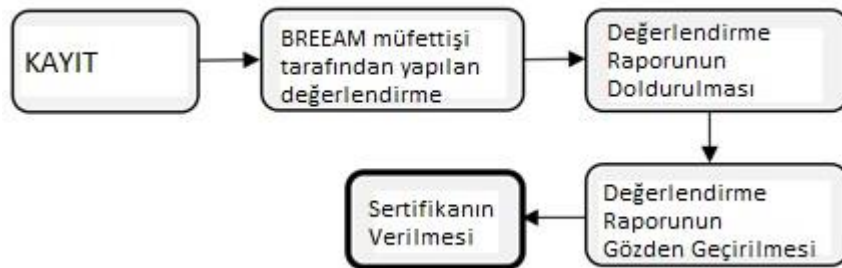 KAYIT
BREEAM müfettişi
tarafından yapılan
değerlendirme
Değerlendirme
Raporunun
Doldurulması
Değerlendirme
Raporunun
Gözden Geçirilmesi
Sertifikanın
Verilmesi